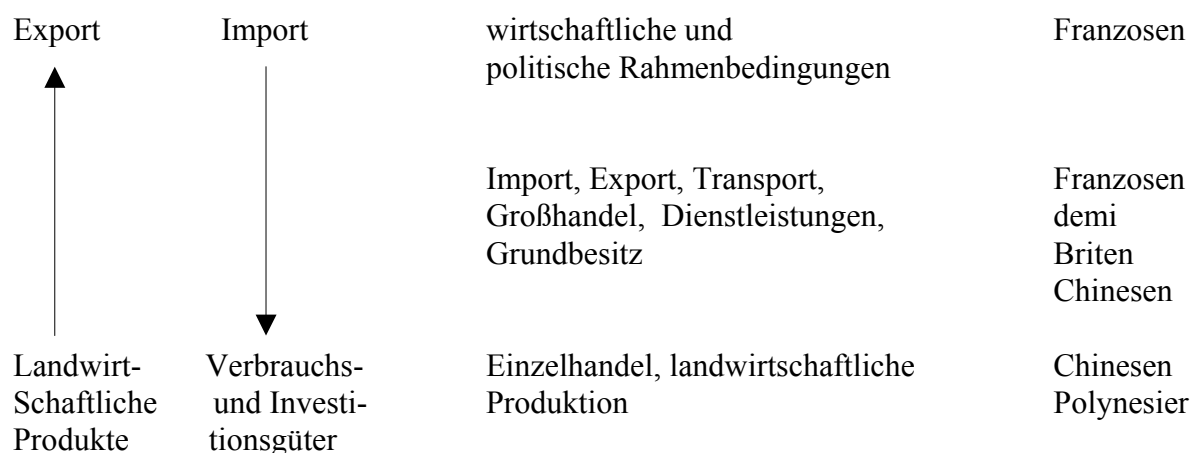 Export Import wirtschaftliche und Franzosen
politische Rahmenbedingungen
Import, Export, Transport, Franzosen
Großhandel, Dienstleistungen, demi
Grundbesitz Briten
Chinesen
Landwirt- Verbrauchs- Einzelhandel, landwirtschaftliche Chinesen
Schaftliche und Investi- Produktion Polynesier
Produkte tionsgüter